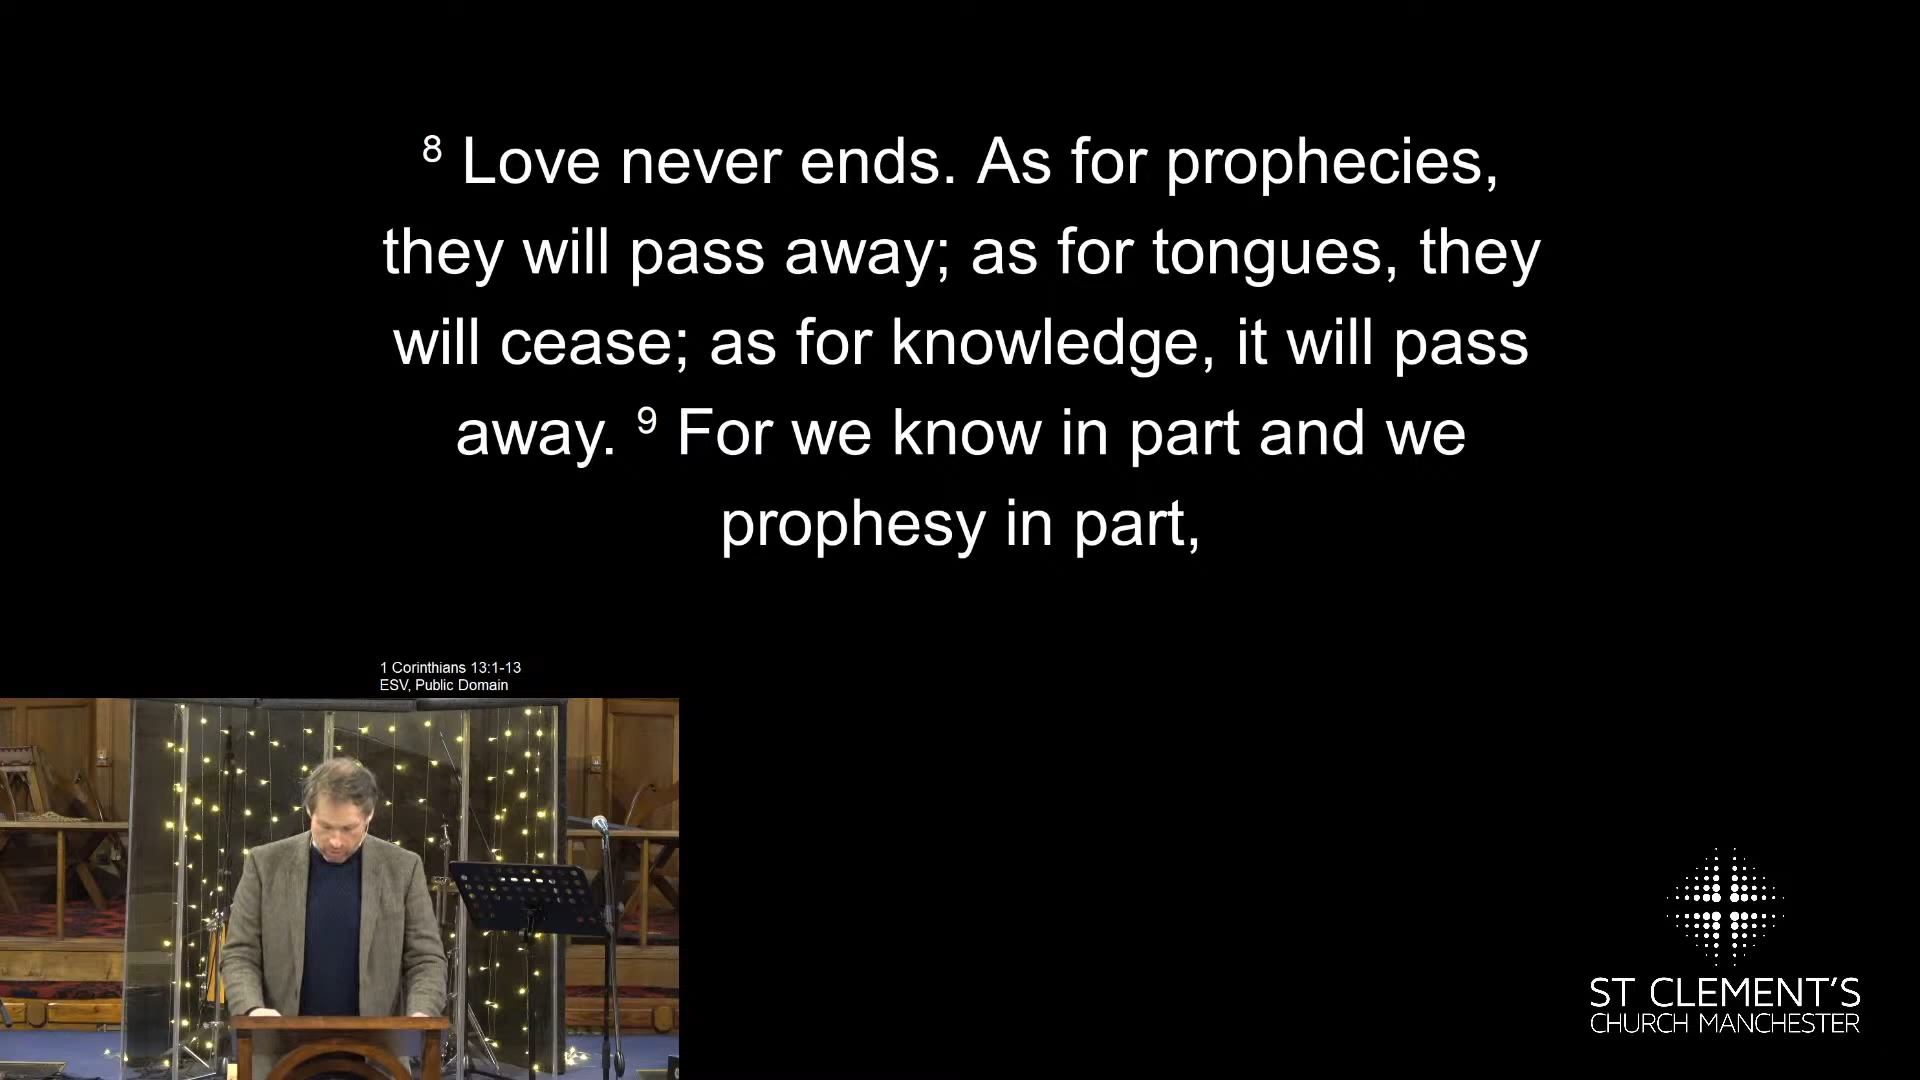 8 Love never ends. As for prophecies,
they will pass away; as for tongues, they
will cease; as for knowledge, it will pass
away. 9 For we know in part and we
prophesy in part,
1 Corinthians 13:1-13
ESV, Public Domain
ST CLEMENT'S
CHURCH MANCHESTER